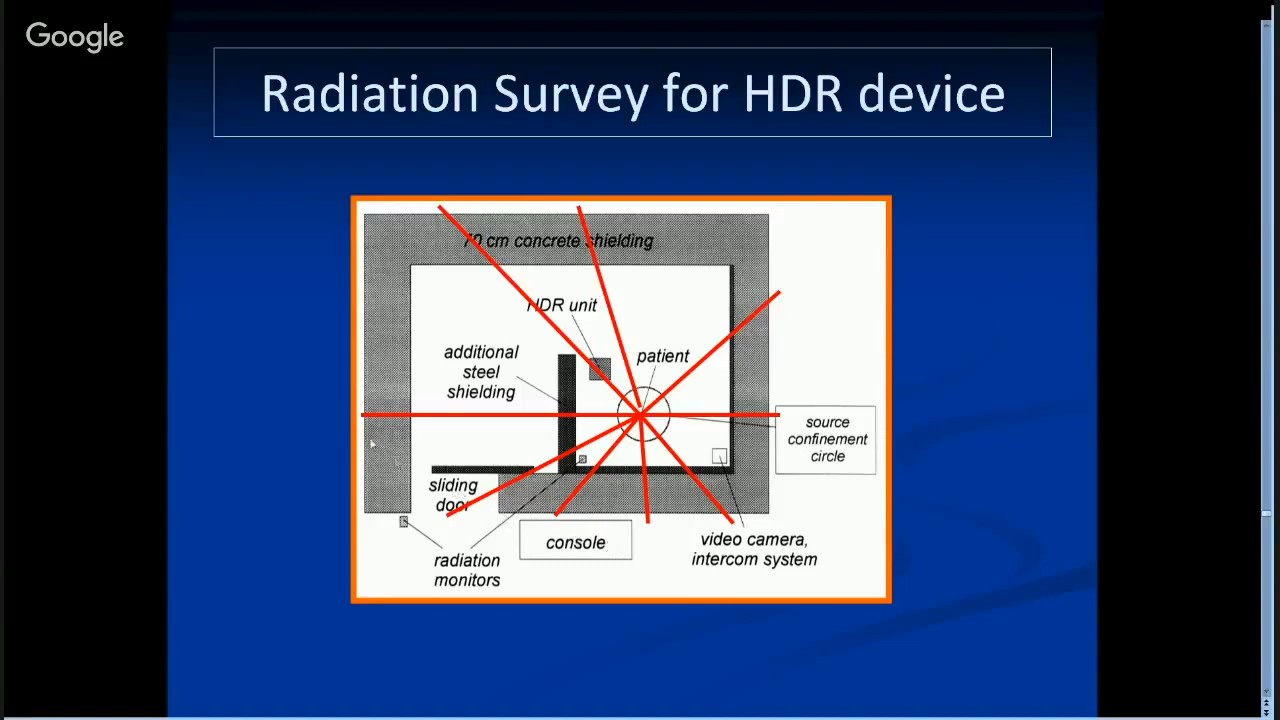 Google
Radiation Survey for HDR device
70 cm concrete shielding
HDR unit
additional
steel
shielding
patient
source
confinement
circle
sliding
door
console
video camera,
intercom system
radiation
monitors